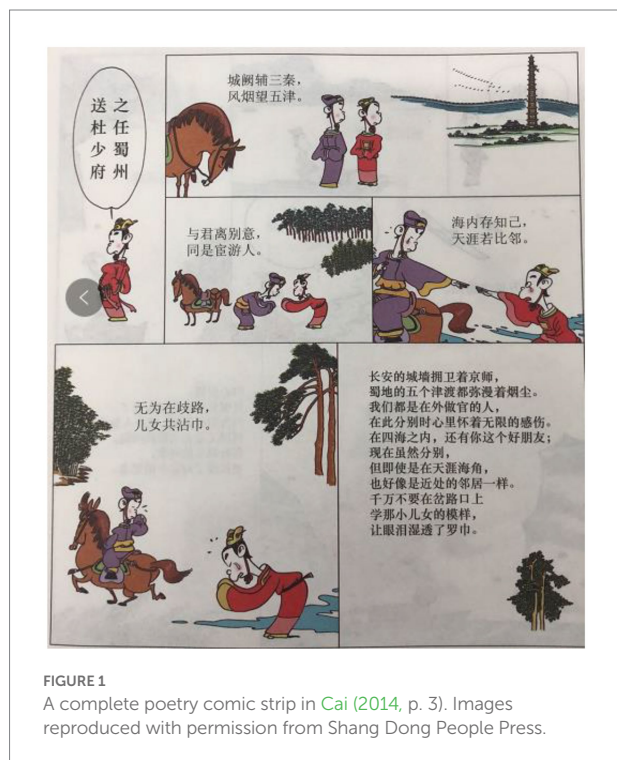 送杜少府
之任蜀州
城阙辅三秦，
风烟望五津。
与君离别意，
同是宦游人。
海内存知己，
天涯若比邻。
无为在歧路，
儿女共沾巾。
长安的城墙拥卫着京师，
蜀地的五个津渡都弥漫着烟尘。
我们都是在外做官的人，
在此分别时心里怀着无限的感伤。
在四海之内，还有你这个好朋友；
现在虽然分别，
但即使是在天涯海角，
也好像是近处的邻居一样。
千万不要在岔路口上
学那小儿女的模样，
让眼泪湿透了罗巾。
FIGURE 1
A complete poetry comic strip in Cai (2014, p. 3). Images
reproduced with permission from Shang Dong People Press.